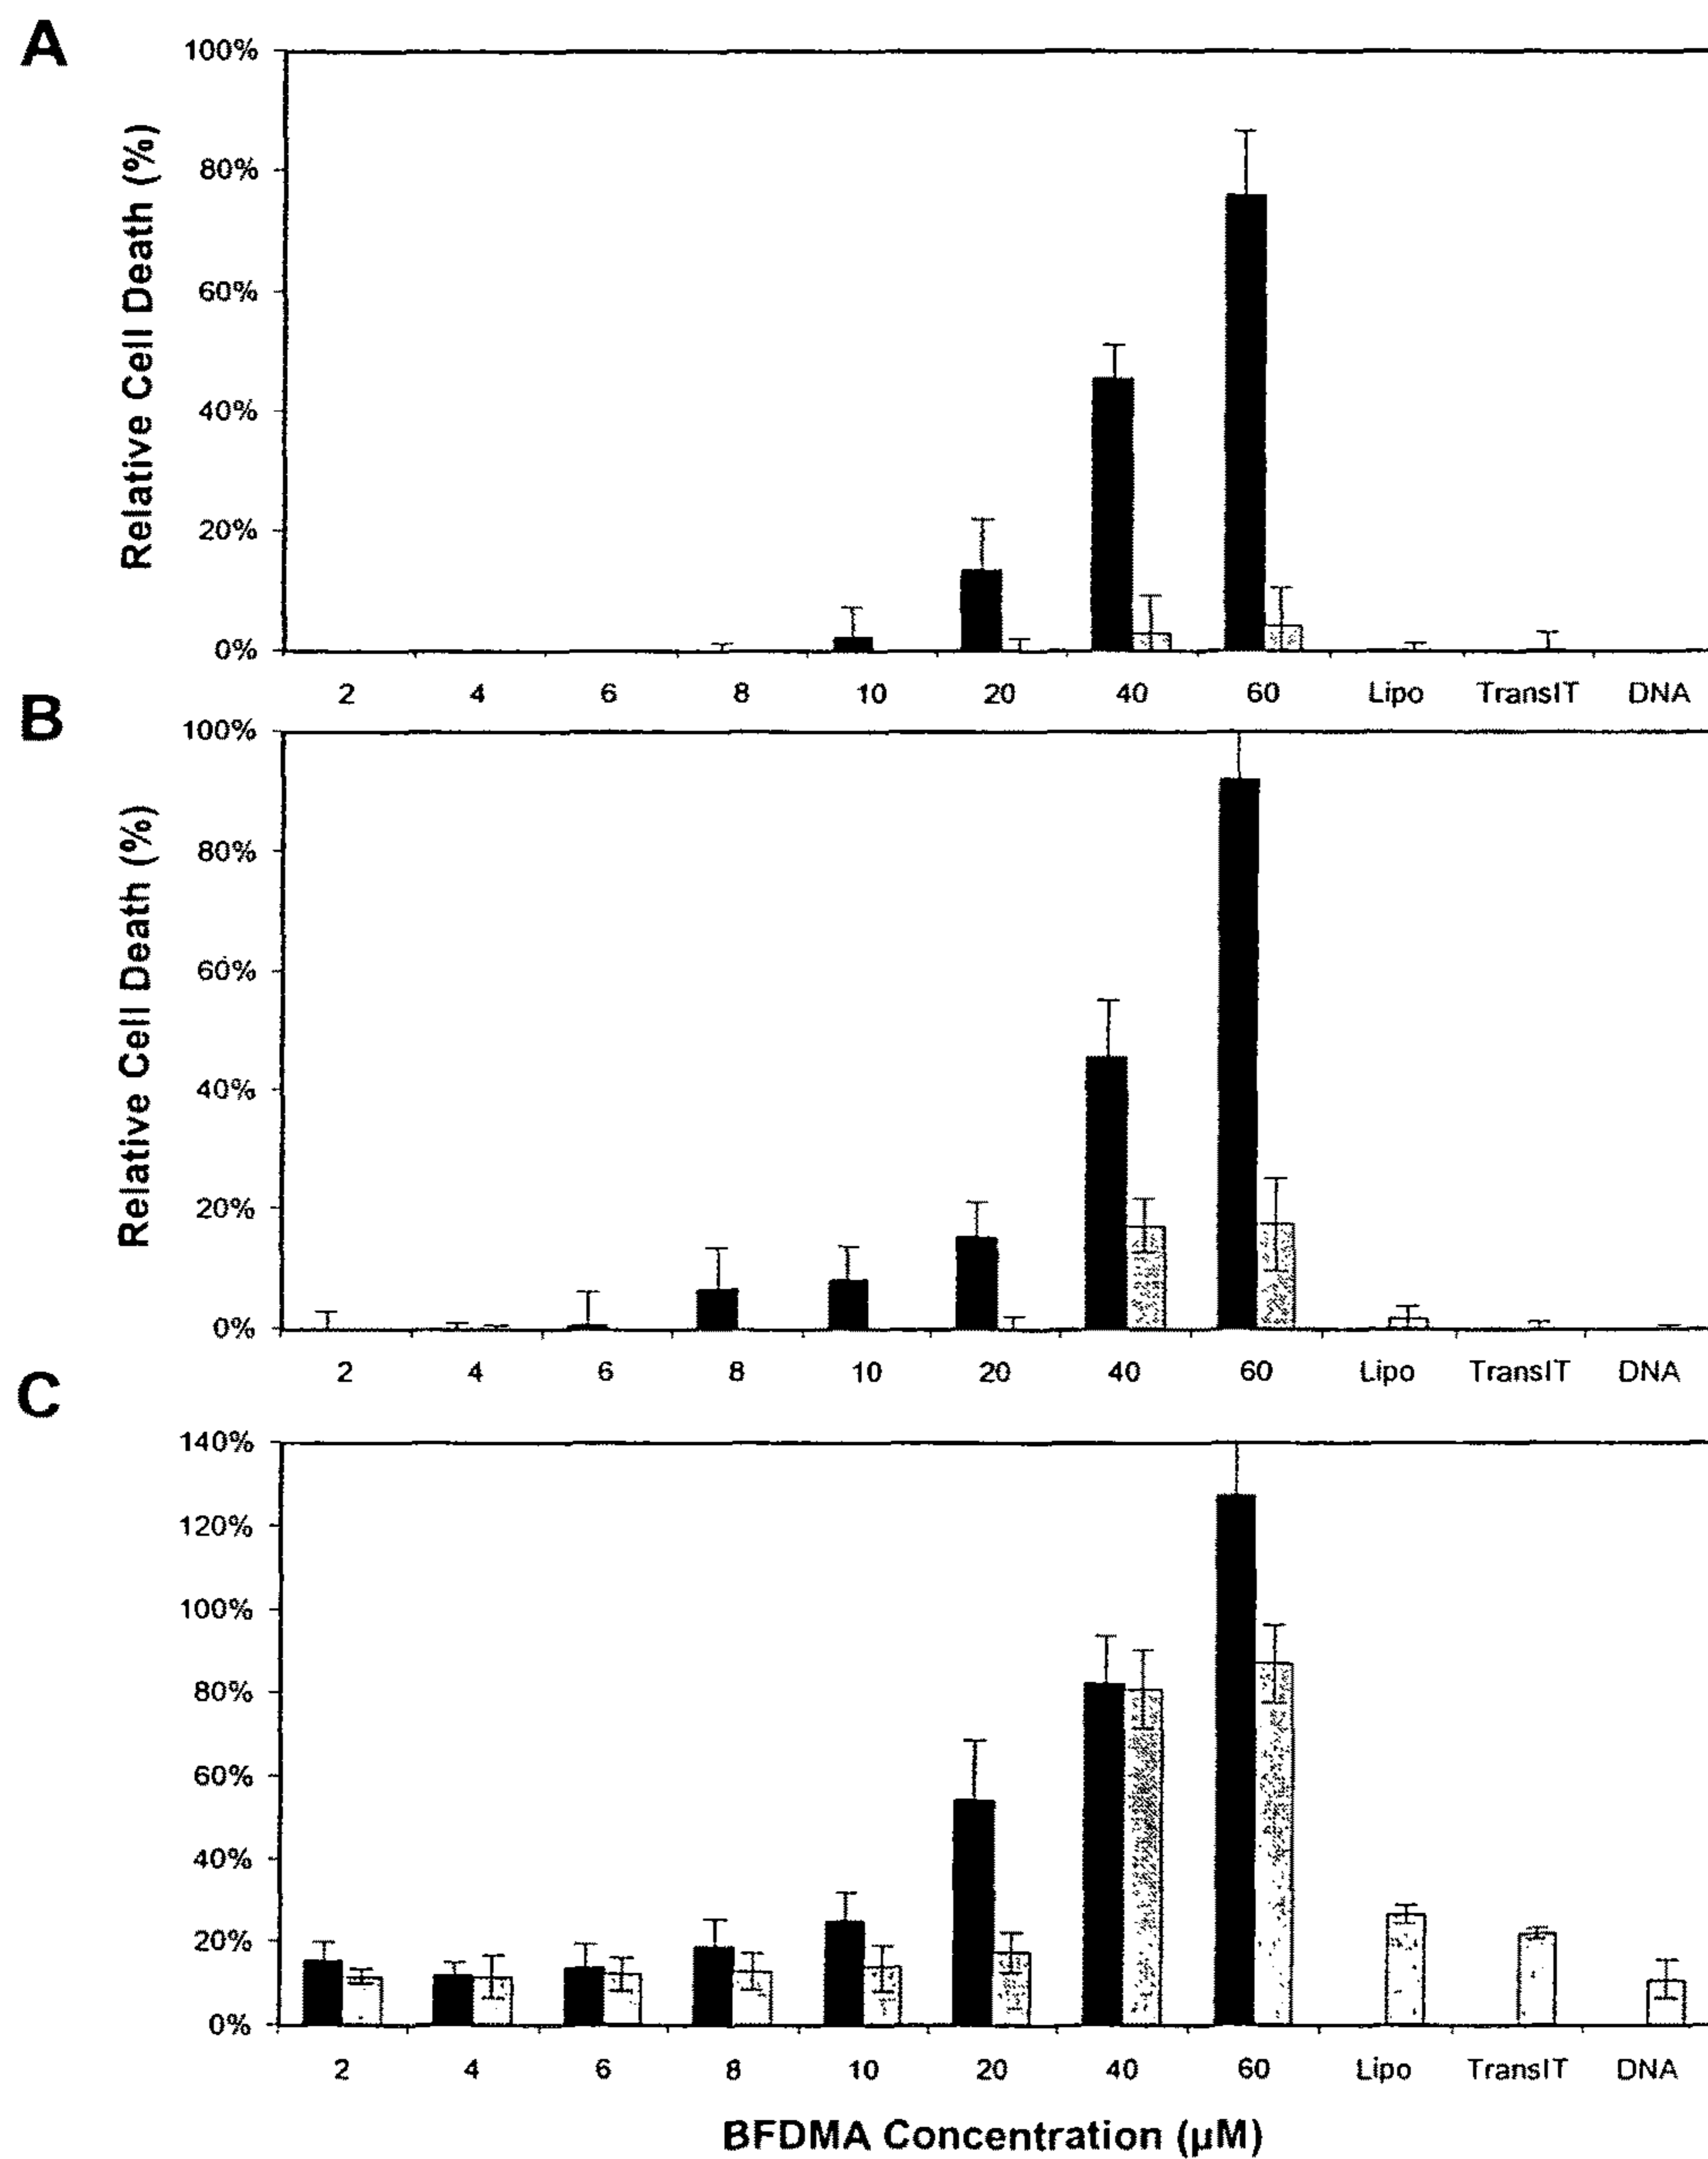 A
100%
80%
60%
40%
20%
0%
Relative Cell Death (%)
2 4 6 8 10 20 40 60 Lipo TransIT DNA
B
100%
80%
60%
40%
20%
0%
Relative Cell Death (%)
2 4 6 8 10 20 40 60 Lipo TransIT DNA
C
140%
120%
100%
80%
60%
40%
20%
0%
2 4 6 8 10 20 40 60 Lipo TransIT DNA
BFDMA Concentration (µM)